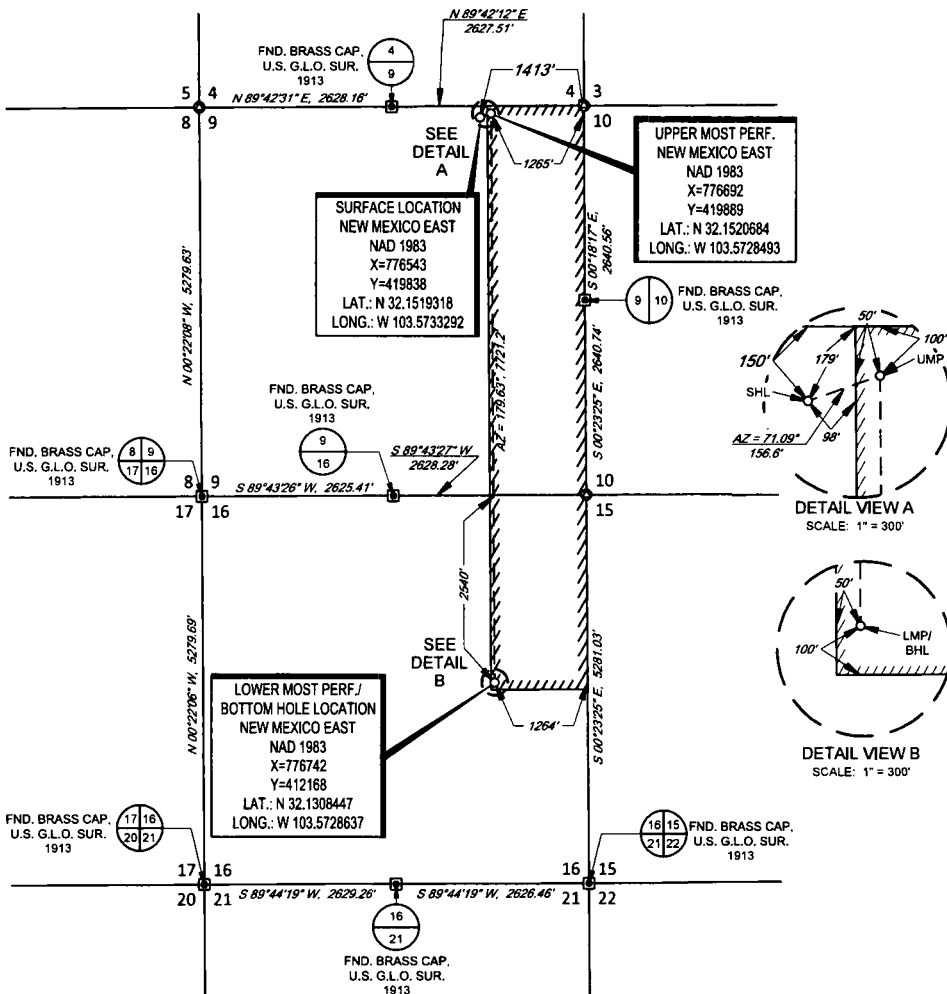 N 89°42'12" E
2627.51'
FND. BRASS CAP,
U.S. G.L.O. SUR.
1913
4
9
1413'
5 4
N 89°42'31" E, 2628.16'
4 3
8 9
10
SEE
DETAIL
A
1265'
UPPER MOST PERF.
NEW MEXICO EAST
NAD 1983
X=776692
Y=419889
LAT.: N 32.1520684
LONG.: W 103.5728493
SURFACE LOCATION
NEW MEXICO EAST
NAD 1983
X=776543
Y=419838
LAT.: N 32.1519318
LONG.: W 103.5733292
S 00°18'17" E,
2640.56'
N 00°22'08" W, 5279.63'
9 10
FND. BRASS CAP,
U.S. G.L.O. SUR.
1913
50'
100'
UMP
150'
179'
SHL
98'
AZ = 71.09°
156.6'
DETAIL VIEW A
SCALE: 1" = 300'
AZ = 179.63°, 7721.2'
S 00°23'25" E, 2640.74'
FND. BRASS CAP,
U.S. G.L.O. SUR.
1913
9
16
FND. BRASS CAP,
U.S. G.L.O. SUR.
1913
8 9
17 16
S 89°43'27" W
2628.28'
8 9
S 89°43'26" W, 2625.41'
10
17 16
15
2540'
50'
100'
LMP/
BHL
DETAIL VIEW B
SCALE: 1" = 300'
SEE
DETAIL
B
N 00°22'06" W, 5279.69'
S 00°23'25" E, 5281.03'
LOWER MOST PERF./
BOTTOM HOLE LOCATION
NEW MEXICO EAST
NAD 1983
X=776742
Y=412168
LAT.: N 32.1308447
LONG.: W 103.5728637
1264'
FND. BRASS CAP,
U.S. G.L.O. SUR.
1913
17 16
20 21
16 15
21 22
FND. BRASS CAP,
U.S. G.L.O. SUR.
1913
17 16
16 15
20 21
S 89°44'19" W, 2629.26'
S 89°44'19" W, 2626.46'
21 22
16
21
FND. BRASS CAP,
U.S. G.L.O. SUR.
1913